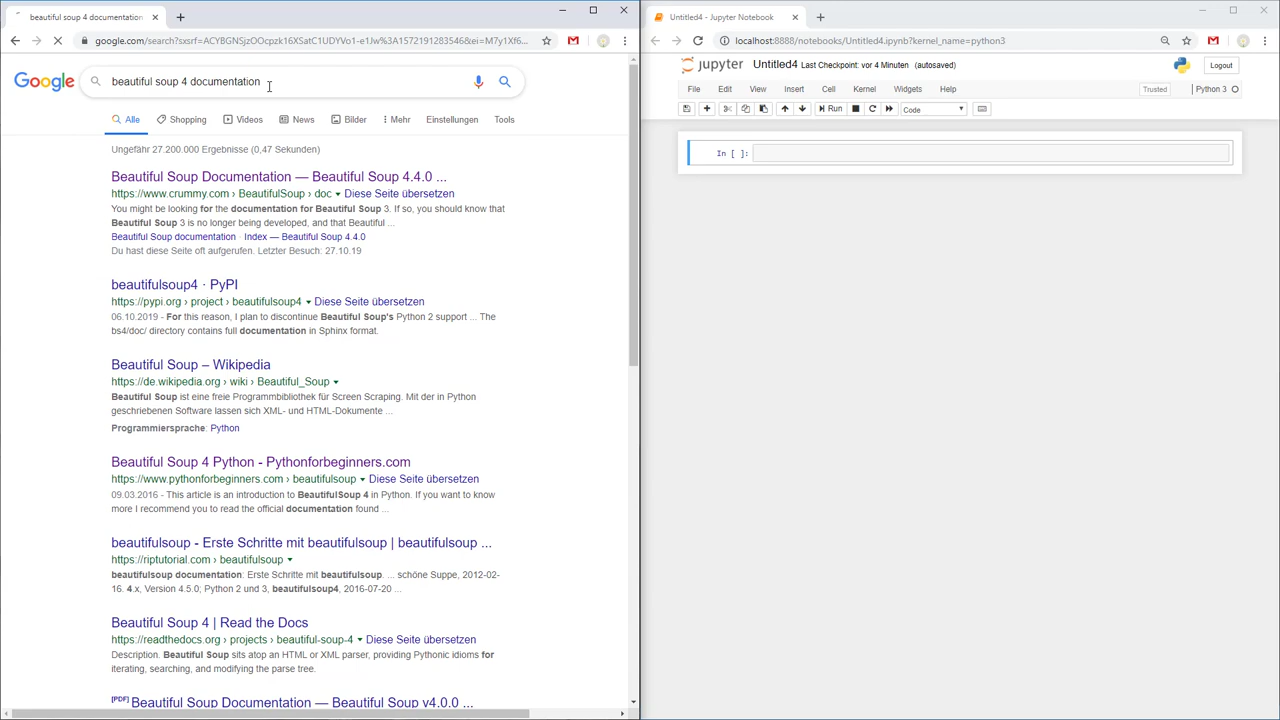 beautiful soup 4 documentation
google.com/search?sxsrf=ACYBGNSjzOOcpzk16XSatC1UDYVo1-e1Jw%3A1572191283546&ei=M7y1Xf6...
Google
beautiful soup 4 documentation
Alle Shopping Videos News Bilder Mehr Einstellungen Tools
Ungefähr 27.200.000 Ergebnisse (0,47 Sekunden)
Beautiful Soup Documentation — Beautiful Soup 4.4.0 ...
https://www.crummy.com › BeautifulSoup › doc ▾ Diese Seite übersetzen
You might be looking for the documentation for Beautiful Soup 3. If so, you should know that
Beautiful Soup 3 is no longer being developed, and that Beautiful ...
Beautiful Soup documentation · Index — Beautiful Soup 4.4.0
Du hast diese Seite oft aufgerufen. Letzter Besuch: 27.10.19
beautifulsoup4 · PyPI
https://pypi.org › project › beautifulsoup4 ▾ Diese Seite übersetzen
06.10.2019 - For this reason, I plan to discontinue Beautiful Soup's Python 2 support ... The
bs4/doc/ directory contains full documentation in Sphinx format.
Beautiful Soup – Wikipedia
https://de.wikipedia.org › wiki › Beautiful_Soup ▾
Beautiful Soup ist eine freie Programmbibliothek für Screen Scraping. Mit der in Python
geschriebenen Software lassen sich XML- und HTML-Dokumente ...
Programmiersprache: Python
Beautiful Soup 4 Python - Pythonforbeginners.com
https://www.pythonforbeginners.com › beautifulsoup ▾ Diese Seite übersetzen
09.03.2016 - This article is an introduction to BeautifulSoup 4 in Python. If you want to know
more I recommend you to read the official documentation found ...
beautifulsoup - Erste Schritte mit beautifulsoup | beautifulsoup ...
https://riptutorial.com › beautifulsoup ▾
beautifulsoup documentation: Erste Schritte mit beautifulsoup. ... schöne Suppe, 2012-02-
16. 4.x, Version 4.5.0; Python 2 und 3, beautifulsoup4, 2016-07-20 ...
Beautiful Soup 4 | Read the Docs
https://readthedocs.org › projects › beautiful-soup-4 ▾ Diese Seite übersetzen
Description. Beautiful Soup sits atop an HTML or XML parser, providing Pythonic idioms for
iterating, searching, and modifying the parse tree.
[PDF] Beautiful Soup Documentation — Beautiful Soup v4.0.0 ...
Untitled4 - Jupyter Notebook
localhost:8888/notebooks/Untitled4.ipynb?kernel_name=python3
jupyter Untitled4 Last Checkpoint: vor 4 Minuten (autosaved)
Logout
File Edit View Insert Cell Kernel Widgets Help
Trusted
Python 3
Run
Code
In [ ]: